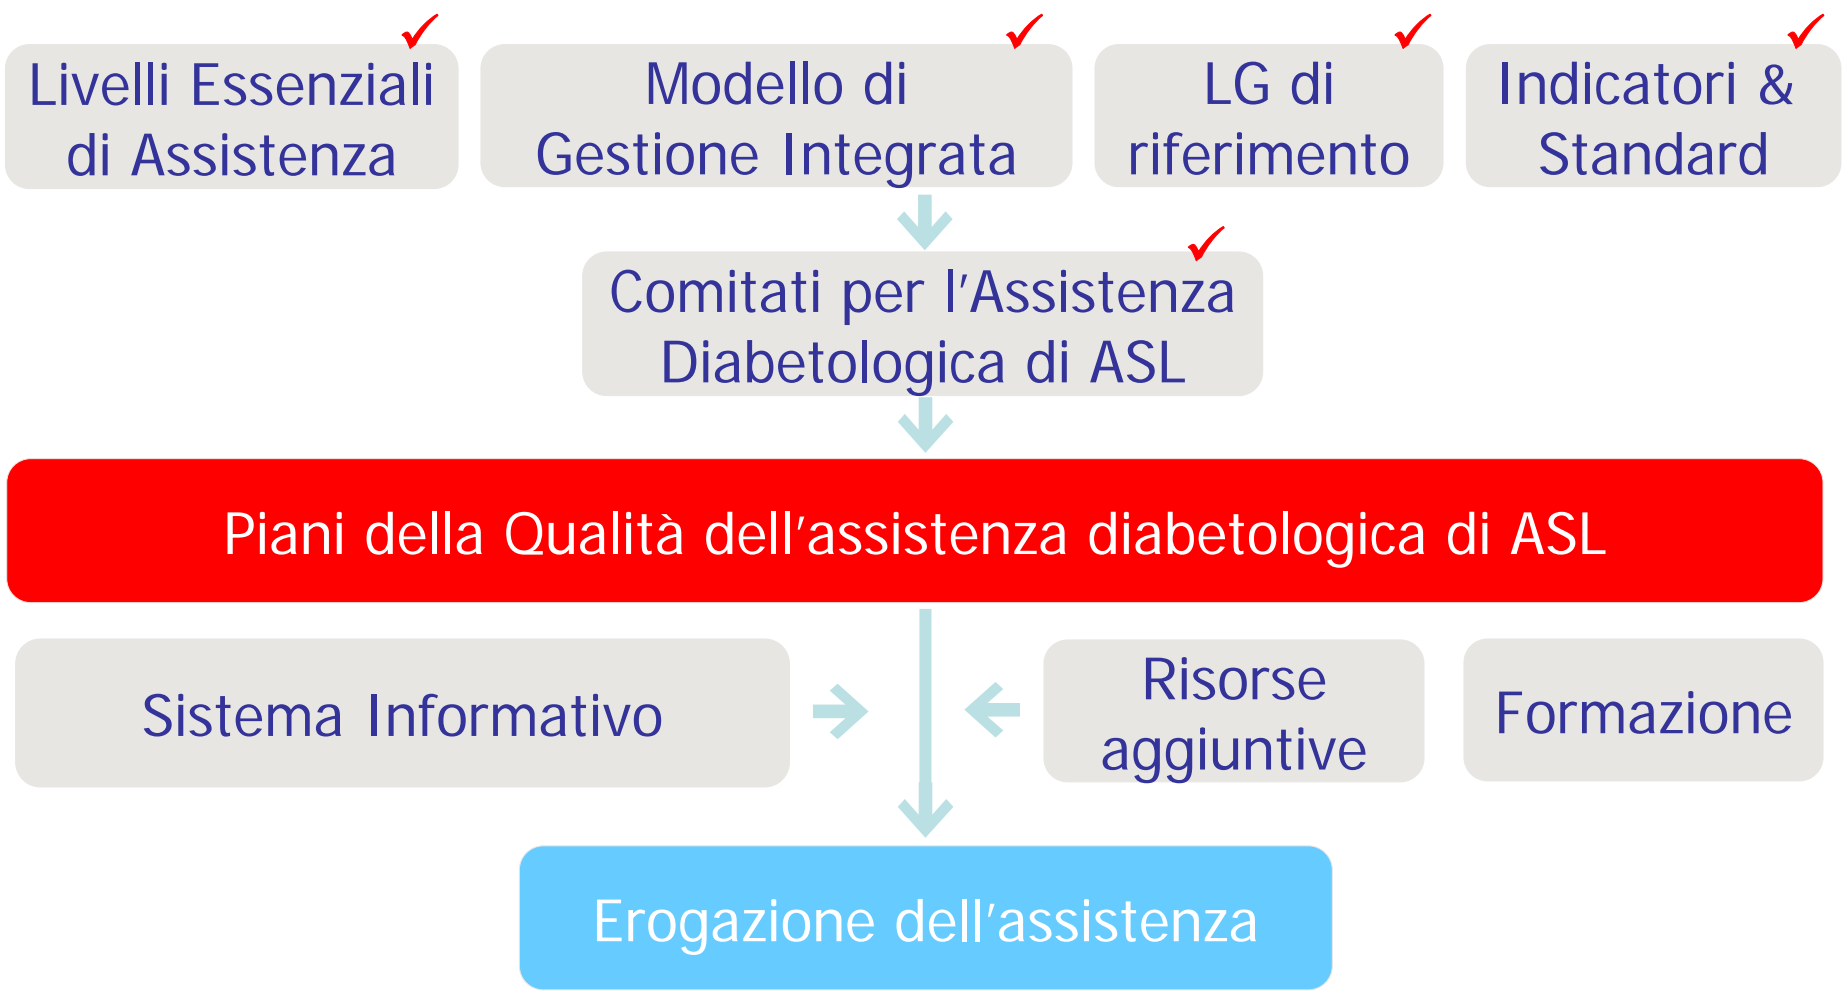 Livelli Essenziali
di Assistenza
Modello di
Gestione Integrata
LG di
riferimento
Indicatori &
Standard
Comitati per l'Assistenza
Diabetologica di ASL
Piani della Qualità dell'assistenza diabetologica di ASL
Sistema Informativo
Risorse
aggiuntive
Formazione
Erogazione dell'assistenza